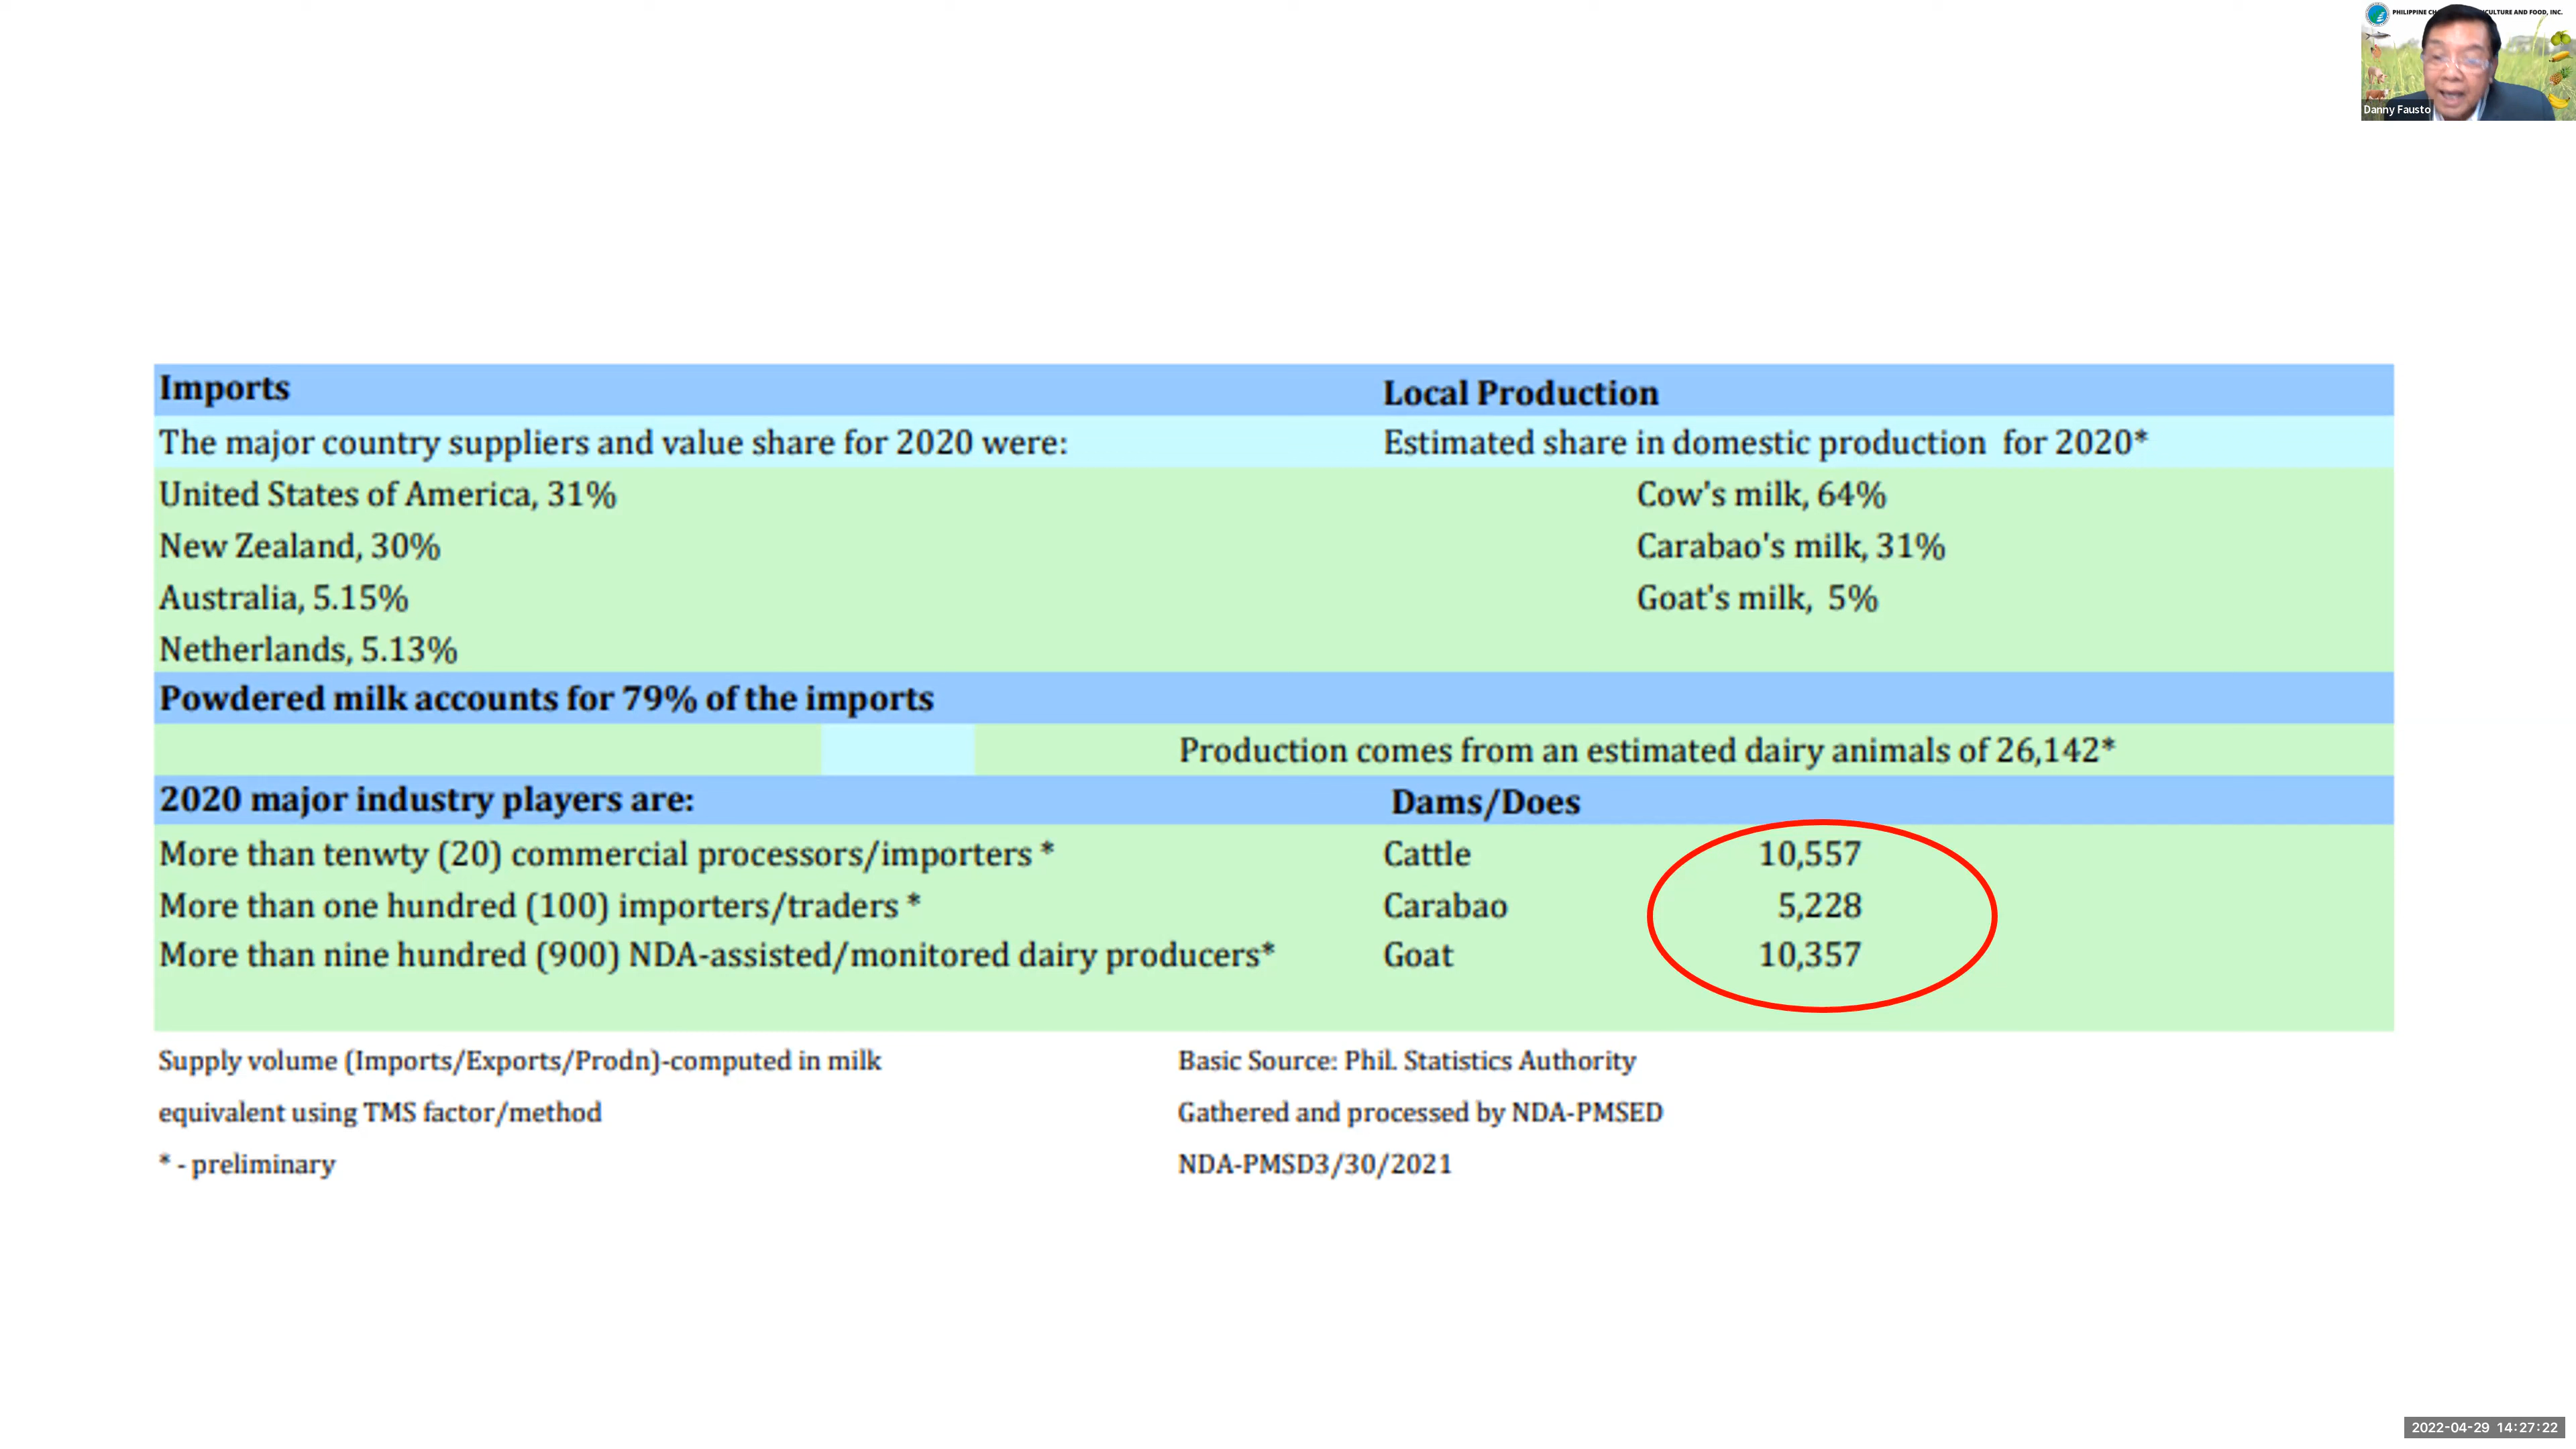 PHILIPPINE CH
CULTURE AND FOOD, INC.
Danny Fausto
Imports
Local Production
The major country suppliers and value share for 2020 were:
Estimated share in domestic production for 2020*
United States of America, 31%
Cow's milk, 64%
New Zealand, 30%
Carabao's milk, 31%
Australia, 5.15%
Goat's milk, 5%
Netherlands, 5.13%
Powdered milk accounts for 79% of the imports
Production comes from an estimated dairy animals of 26,142*
2020 major industry players are:
Dams/Does
More than tenwty (20) commercial processors/importers *
Cattle 10,557
More than one hundred (100) importers/traders *
Carabao 5,228
More than nine hundred (900) NDA-assisted/monitored dairy producers*
Goat 10,357
Supply volume (Imports/Exports/Prodn)-computed in milk
equivalent using TMS factor/method
* - preliminary
Basic Source: Phil. Statistics Authority
Gathered and processed by NDA-PMSED
NDA-PMSD3/30/2021
2022-04-29 14:27:22